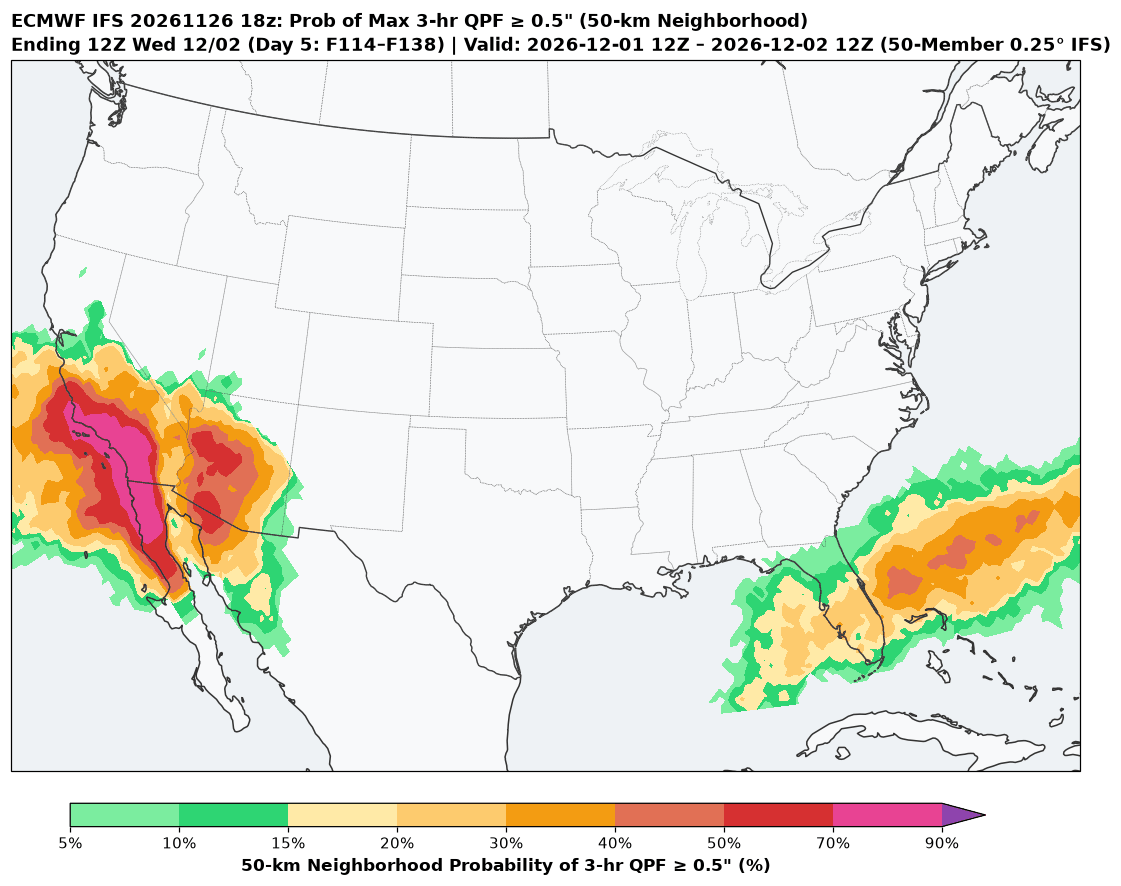 ECMWF IFS 20261126 18z: Prob of Max 3-hr QPF ≥ 0.5" (50-km Neighborhood)
Ending 12Z Wed 12/02 (Day 5: F114–F138) | Valid: 2026-12-01 12Z – 2026-12-02 12Z (50-Member 0.25° IFS)
5% 10% 15% 20% 30% 40% 50% 70% 90%
50-km Neighborhood Probability of 3-hr QPF ≥ 0.5" (%)